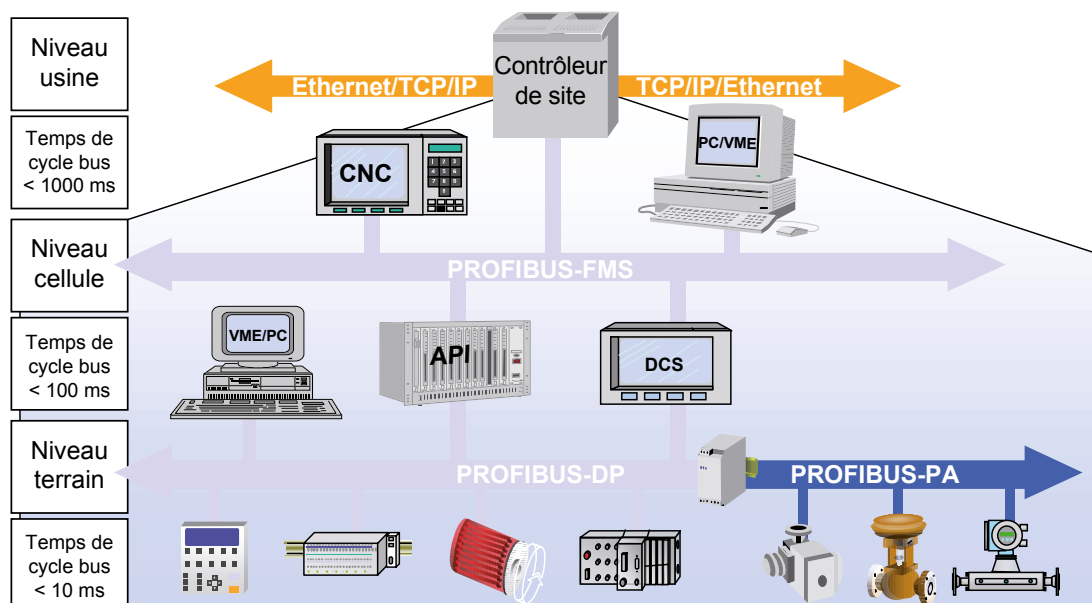 Niveau
usine
Contrôleur
de site
Ethernet/TCP/IP
TCP/IP/Ethernet
Temps de
cycle bus
< 1000 ms
CNC
PC/VME
Niveau
cellule
PROFIBUS-FMS
Temps de
cycle bus
< 100 ms
VME/PC
API
DCS
Niveau
terrain
PROFIBUS-DP
PROFIBUS-PA
Temps de
cycle bus
< 10 ms